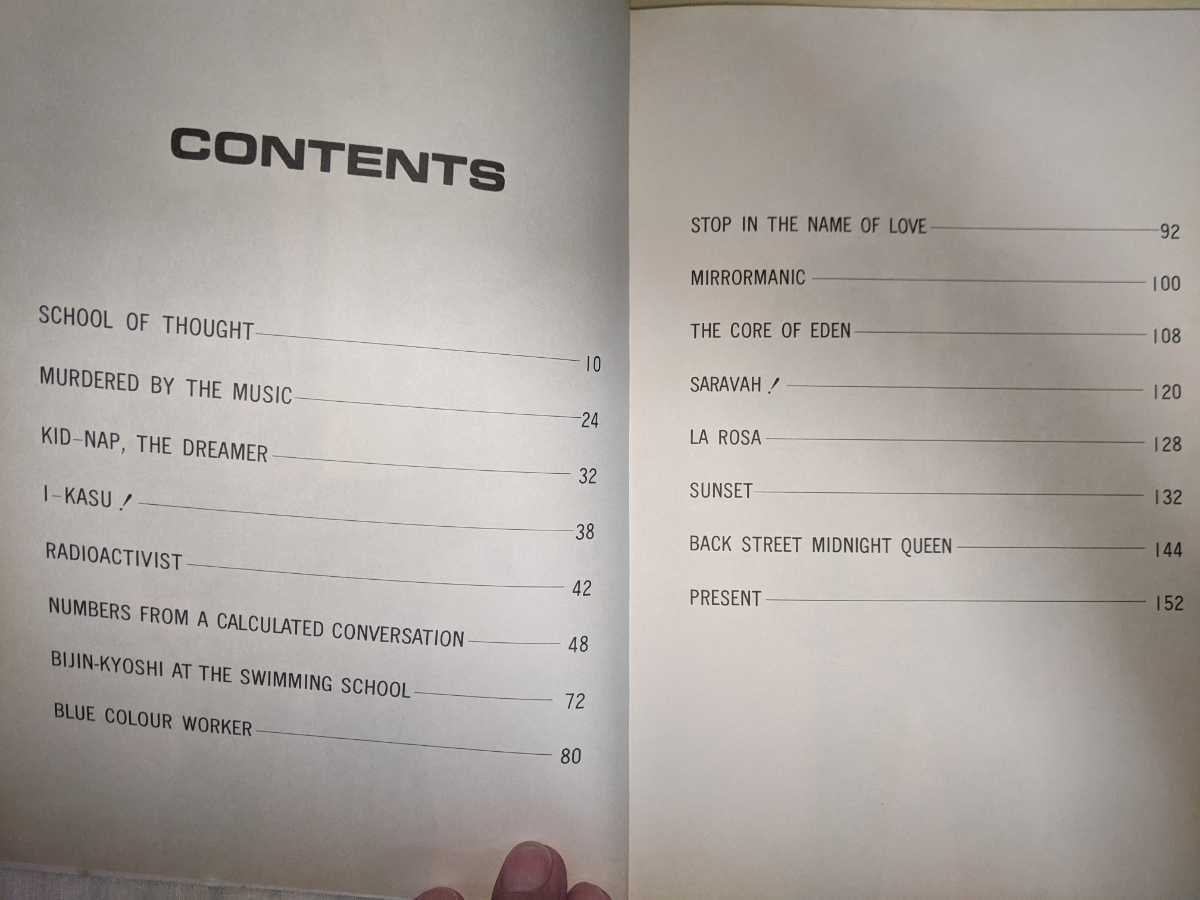 CONTENTS
SCHOOL OF THOUGHT 10
MURDERED BY THE MUSIC 24
KID-NAP, THE DREAMER 32
I-KASU! 38
RADIOACTIVIST 42
NUMBERS FROM A CALCULATED CONVERSATION 48
BIJIN-KYOSHI AT THE SWIMMING SCHOOL 72
BLUE COLOUR WORKER 80
STOP IN THE NAME OF LOVE 92
MIRRORMANIC 100
THE CORE OF EDEN 108
SARAVAH! 120
LA ROSA 128
SUNSET 132
BACK STREET MIDNIGHT QUEEN 144
PRESENT 152